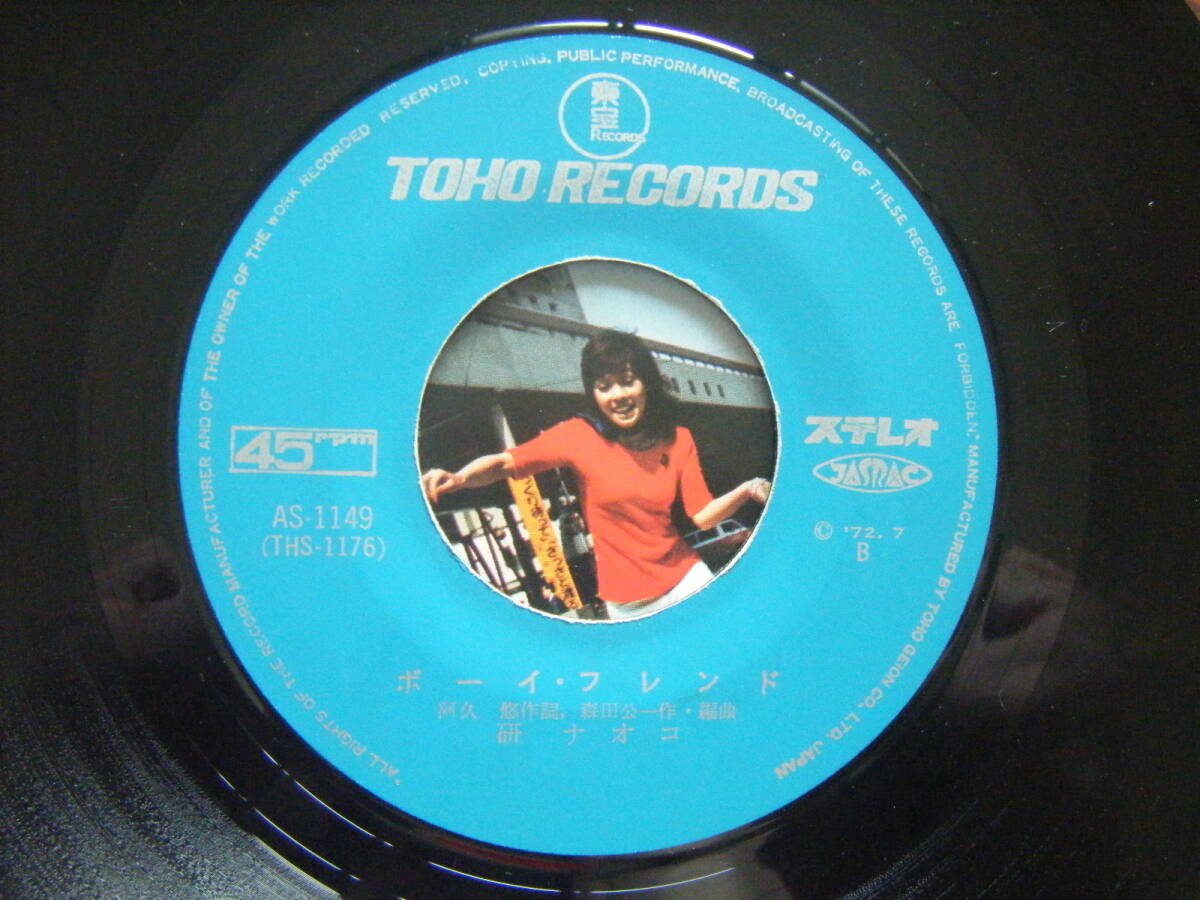 "ALL RIGHTS OF THE RECORD MANUFACTURER AND OF THE OWNER OF THE WORK RECORDED RESERVED. COPYING, PUBLIC PERFORMANCE, BROADCASTING OF THESE RECORDS ARE FORBIDDEN." MANUFACTURED BY TOHO GEION CO., LTD. JAPAN
東宝
RECORDS
TOHO RECORDS
45rpm
AS-1149
(THS-1176)
ステレオ
JASRAC
© '72. 7
B
ボーイ・フレンド
阿久 悠作詞, 森田公一作・編曲
研 ナオコ